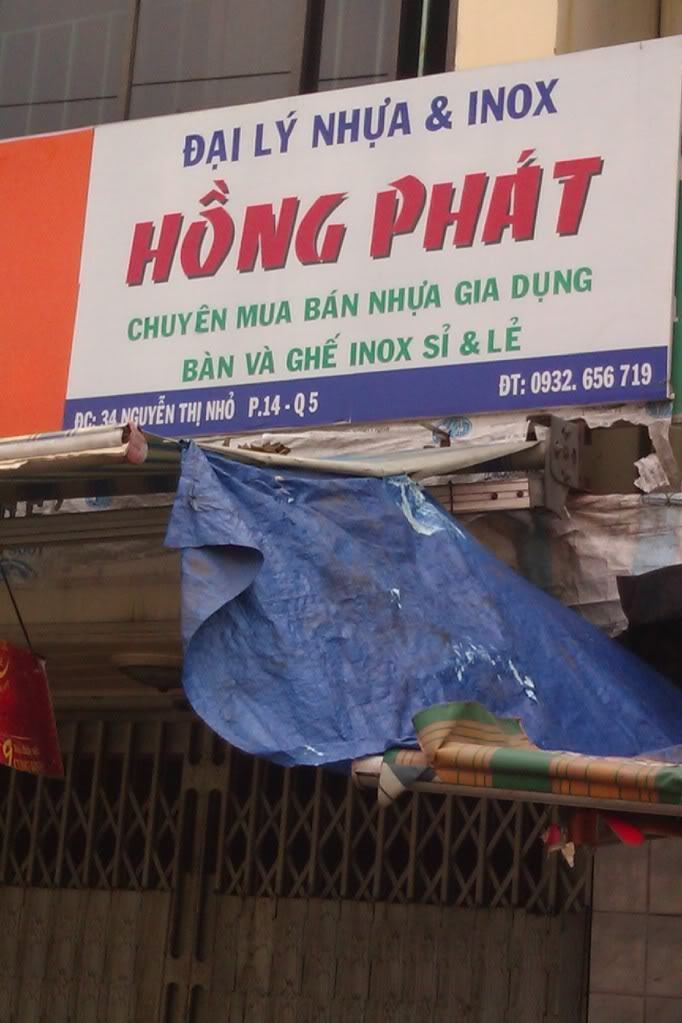 ĐẠI LÝ NHỰA & INOX
HỒNG PHÁT
CHUYÊN MUA BÁN NHỰA GIA DỤNG
BÀN VÀ GHẾ INOX SỈ & LẺ
ĐC: 34 NGUYỄN THỊ NHỎ P.14 - Q 5
ĐT: 0932. 656 719
9